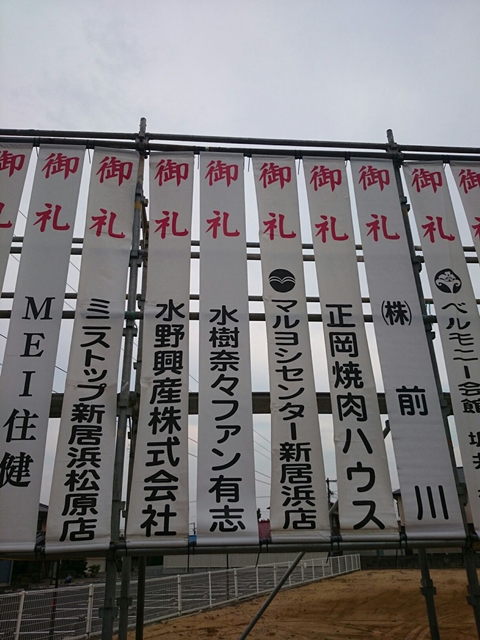 御礼
御礼
MEI住健
御礼
ミニストップ新居浜松原店
御礼
水野興産株式会社
御礼
水樹奈々ファン有志
御礼
マルヨシセンター新居浜店
御礼
正岡焼肉ハウス
御礼
㈱前川
御礼
ベルモニー会館
御